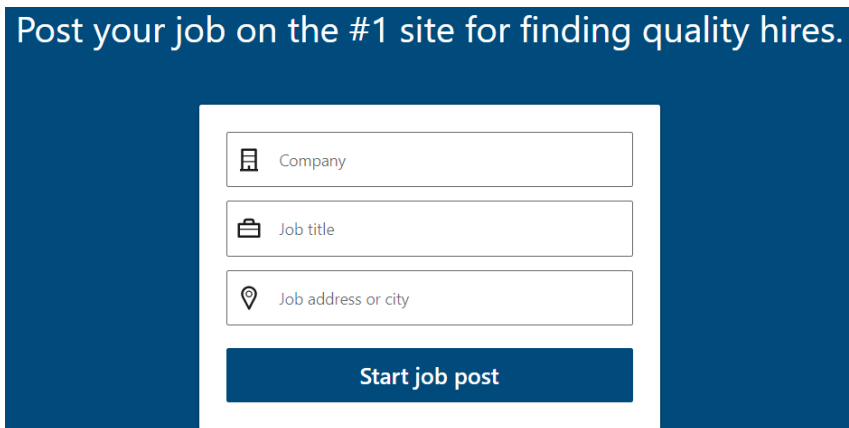 Post your job on the #1 site for finding quality hires.
Company
Job title
Job address or city
Start job post